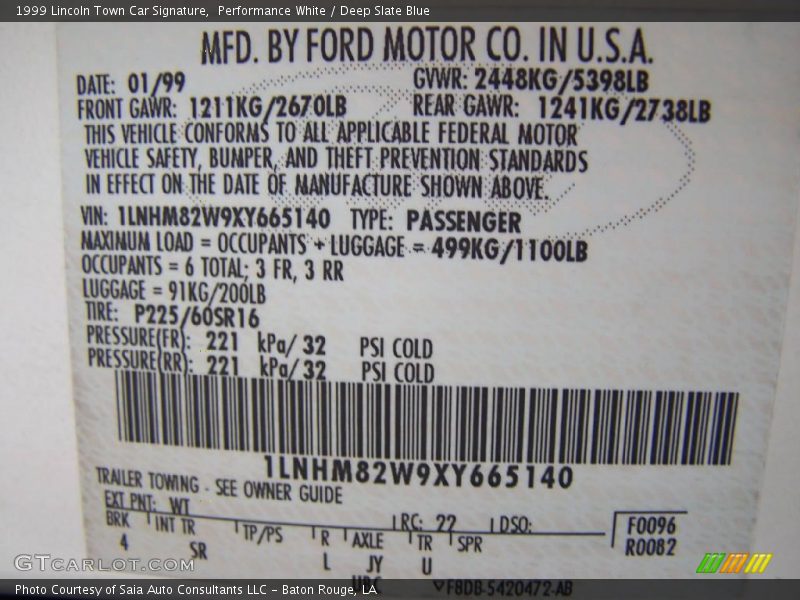 1999 Lincoln Town Car Signature, Performance White / Deep Slate Blue
MFD. BY FORD MOTOR CO. IN U.S.A.
DATE: 01/99 GVWR: 2448KG/5398LB
FRONT GAWR: 1211KG/2670LB REAR GAWR: 1241KG/2738LB
THIS VEHICLE CONFORMS TO ALL APPLICABLE FEDERAL MOTOR
VEHICLE SAFETY, BUMPER, AND THEFT PREVENTION STANDARDS
IN EFFECT ON THE DATE OF MANUFACTURE SHOWN ABOVE.
VIN: 1LNHM82W9XY665140 TYPE: PASSENGER
MAXIMUM LOAD = OCCUPANTS + LUGGAGE = 499KG/1100LB
OCCUPANTS = 6 TOTAL; 3 FR, 3 RR
LUGGAGE = 91KG/200LB
TIRE: P225/60SR16
PRESSURE(FR): 221 kPa/ 32 PSI COLD
PRESSURE(RR): 221 kPa/ 32 PSI COLD
1LNHM82W9XY665140
TRAILER TOWING - SEE OWNER GUIDE
EXT PNT: WT RC: 22 DSO: F0096
BRK INT TR TP/PS R AXLE TR SPR R0082
4 SR L JY U
UBC F8DB-5420472-AB
GTcarlot.com
Photo Courtesy of Saia Auto Consultants LLC - Baton Rouge, LA